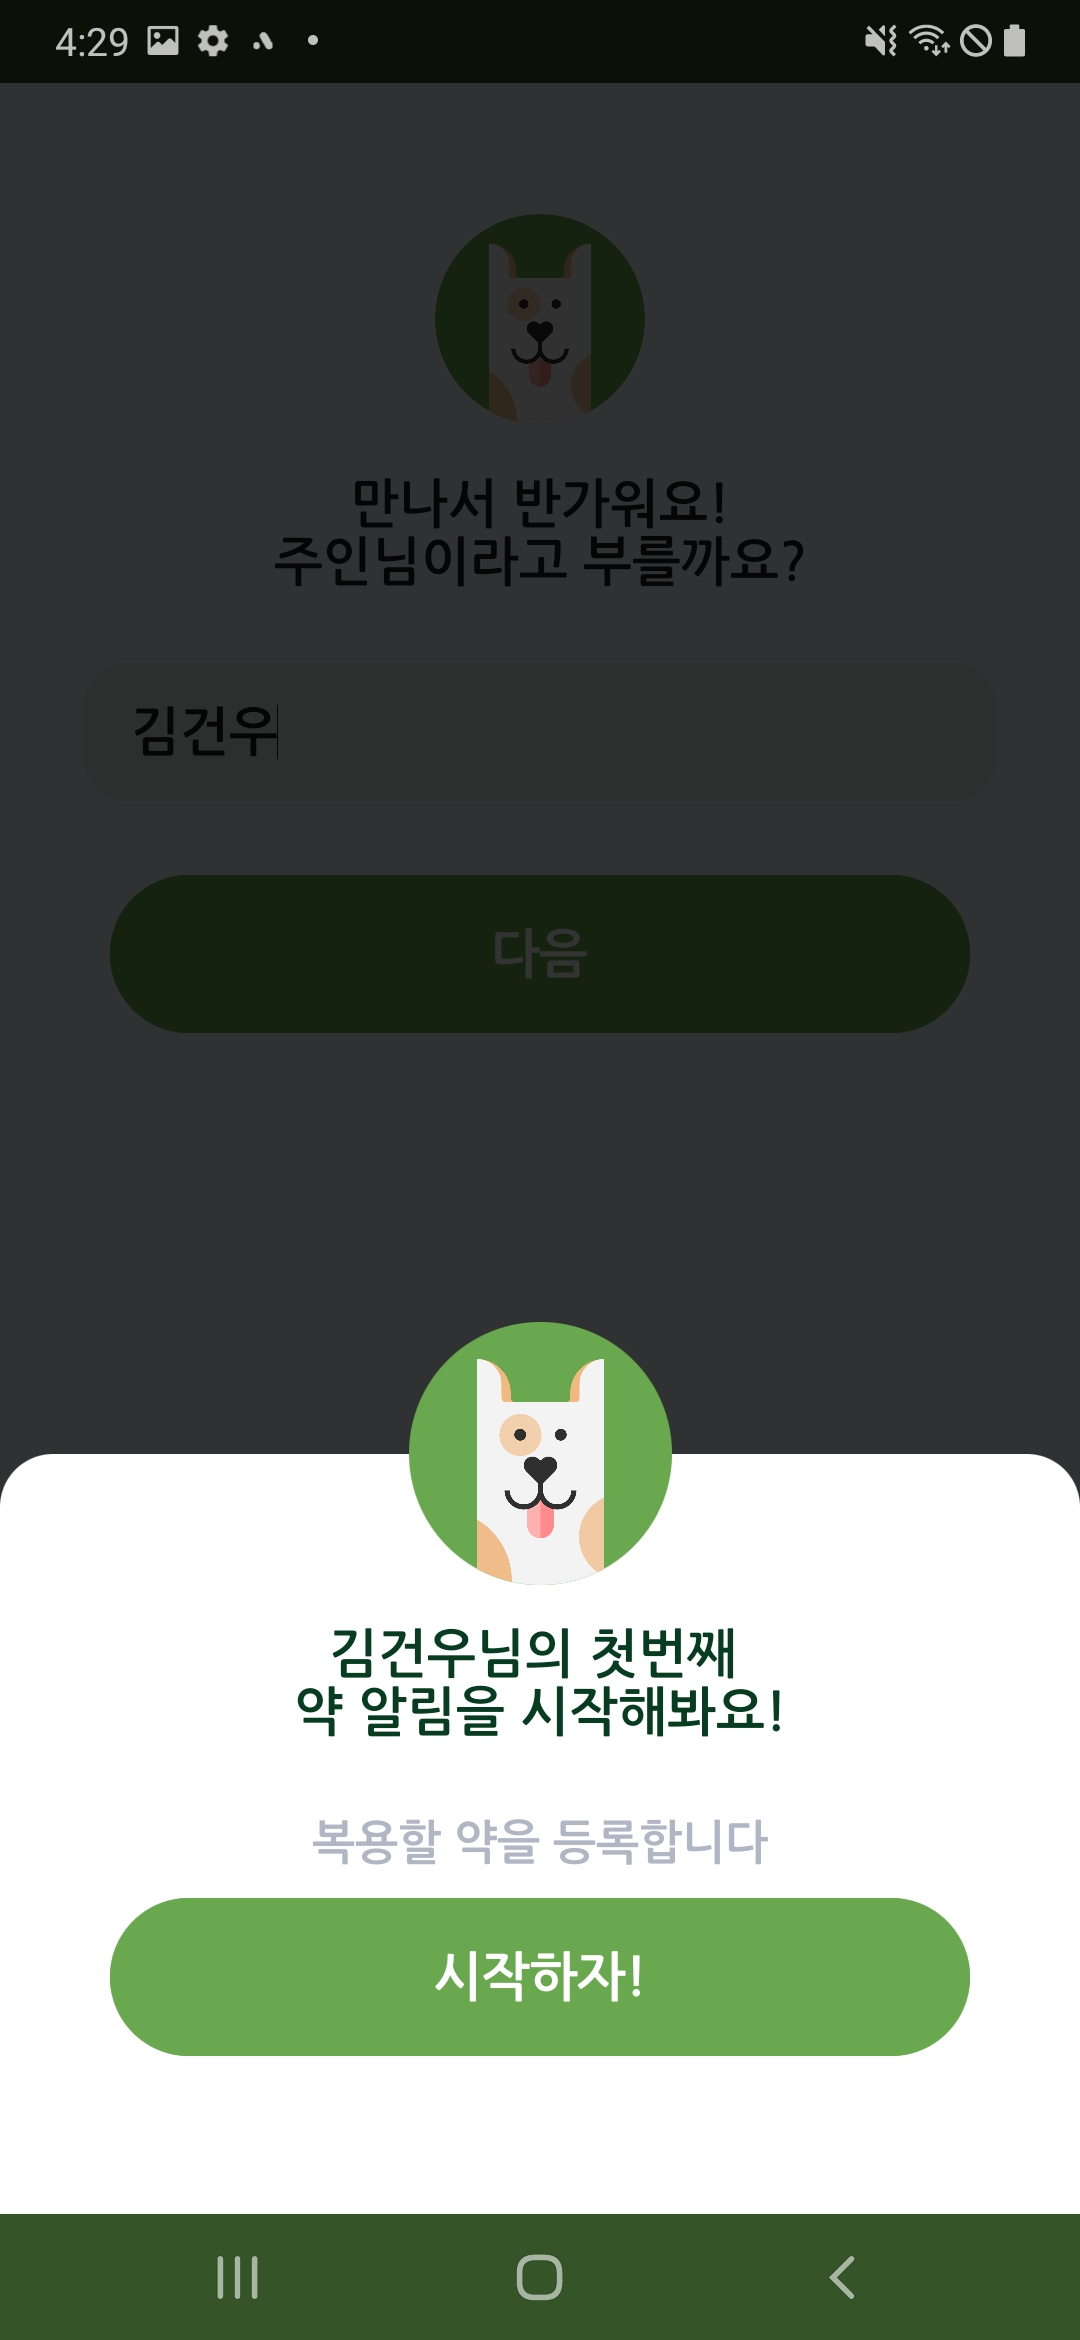 4:29
만나서 반가워요!
주인님이라고 부를까요?
김건우
다음
김건우님의 첫번째
약 알림을 시작해봐요!
복용할 약을 등록합니다
시작하자!